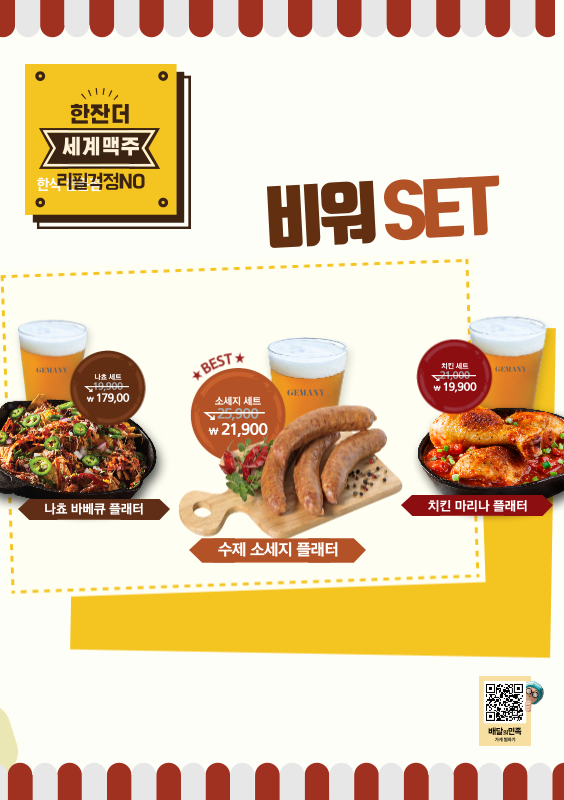 한잔더
세계맥주
리필걱정NO
한식
비워 SET
GEMANY
나쵸 세트
19,900
₩ 179,00
★ BEST ★
소세지 세트
25,900
₩ 21,900
GEMANY
치킨 세트
21,000
₩ 19,900
GEMANY
나쵸 바베큐 플래터
수제 소세지 플래터
치킨 마리나 플래터
배달의민족